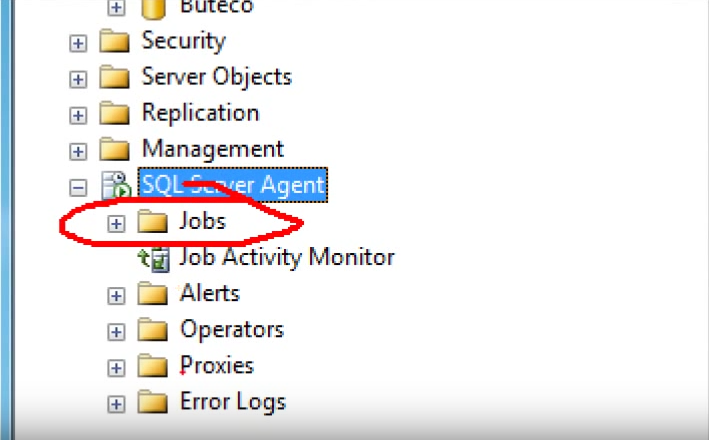 Buteco
Security
Server Objects
Replication
Management
SQL Server Agent
Jobs
Job Activity Monitor
Alerts
Operators
Proxies
Error Logs